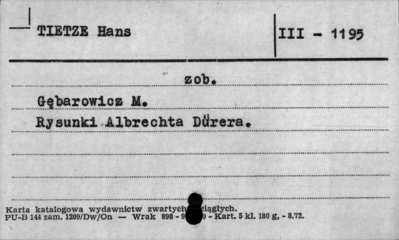 TIETZE Hans
III - 1195
zob.
Gębarowicz M.
Rysunki Albrechta Dürera.
Karta katalogowa wydawnictw zwartych ciągłych.
PU-B 144 zam. 1209/Dw/On — Wrak 898 - - Kart. 5 kl. 180 g, - 8.72.